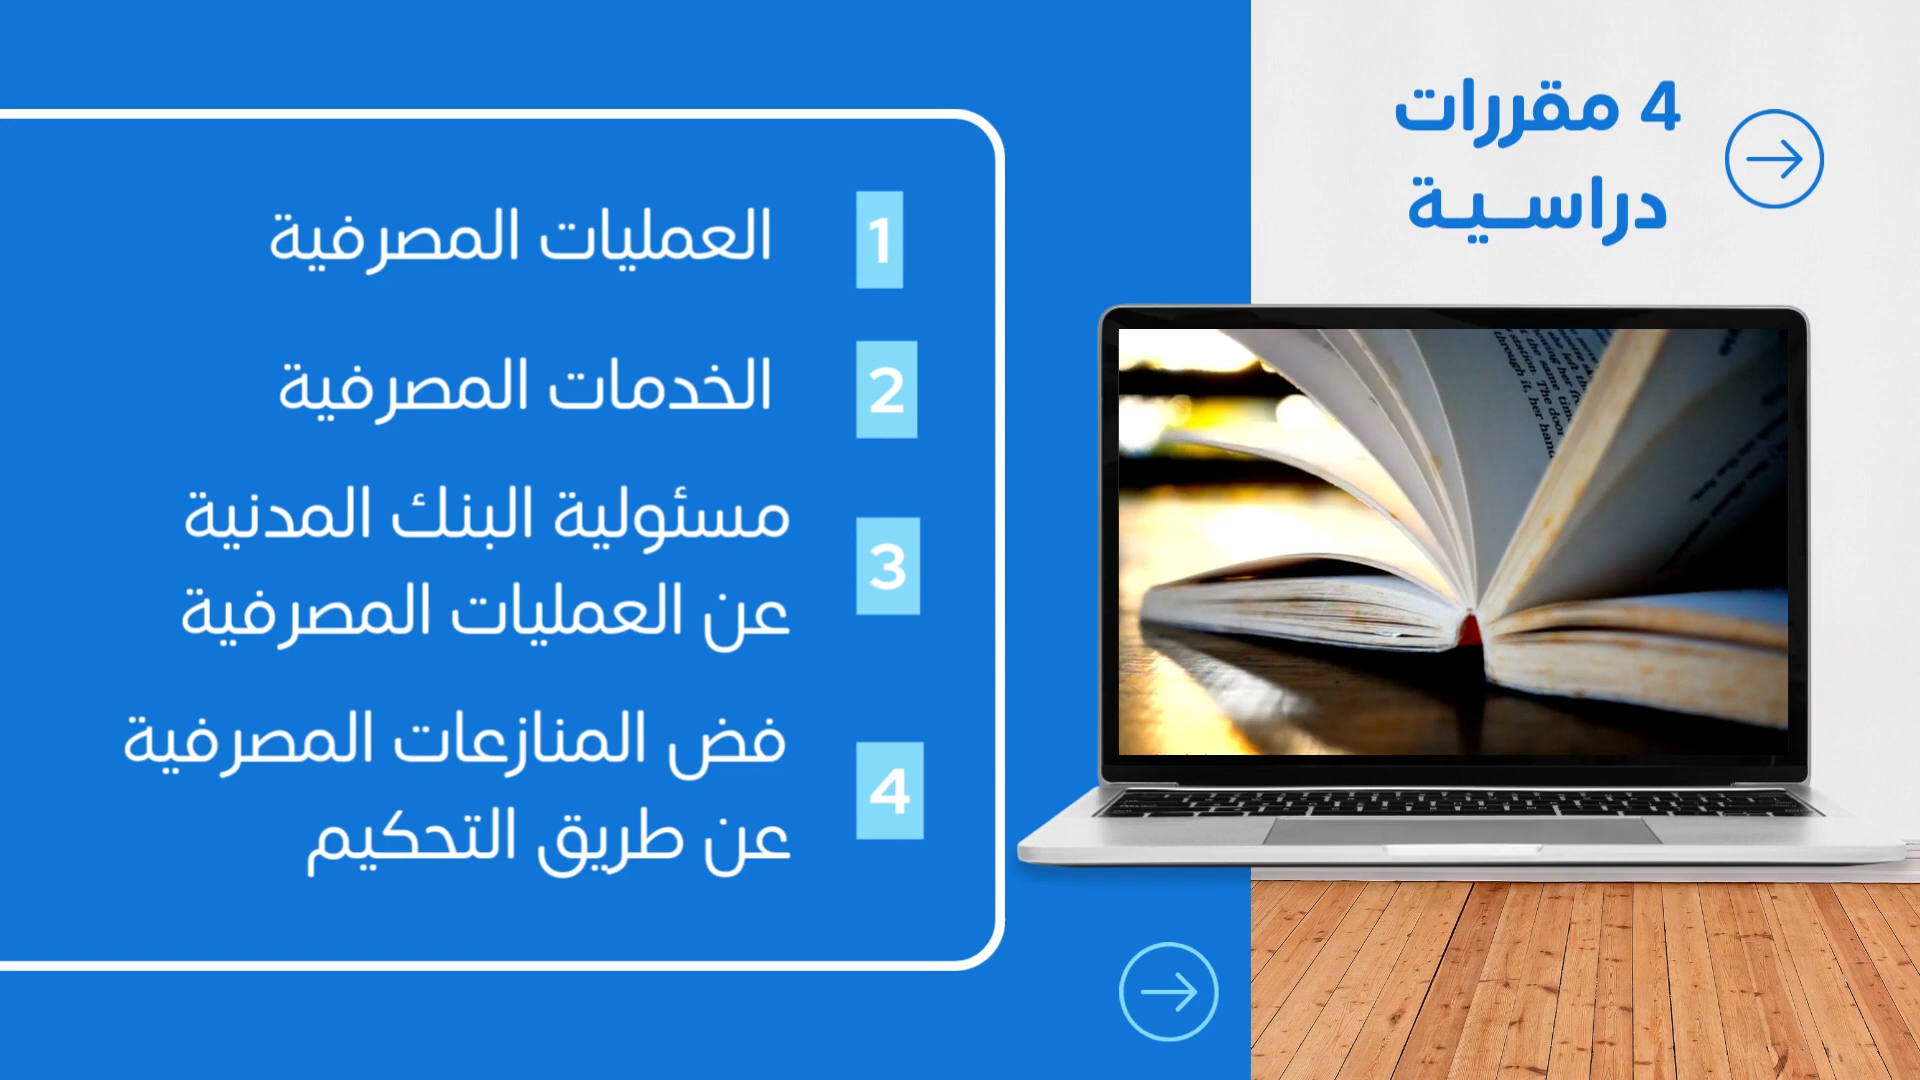 4 مقررات
دراسـيـة
1 العمليات المصرفية
2 الخدمات المصرفية
3 مسئولية البنك المدنية
عن العمليات المصرفية
4 فض المنازعات المصرفية
عن طريق التحكيم